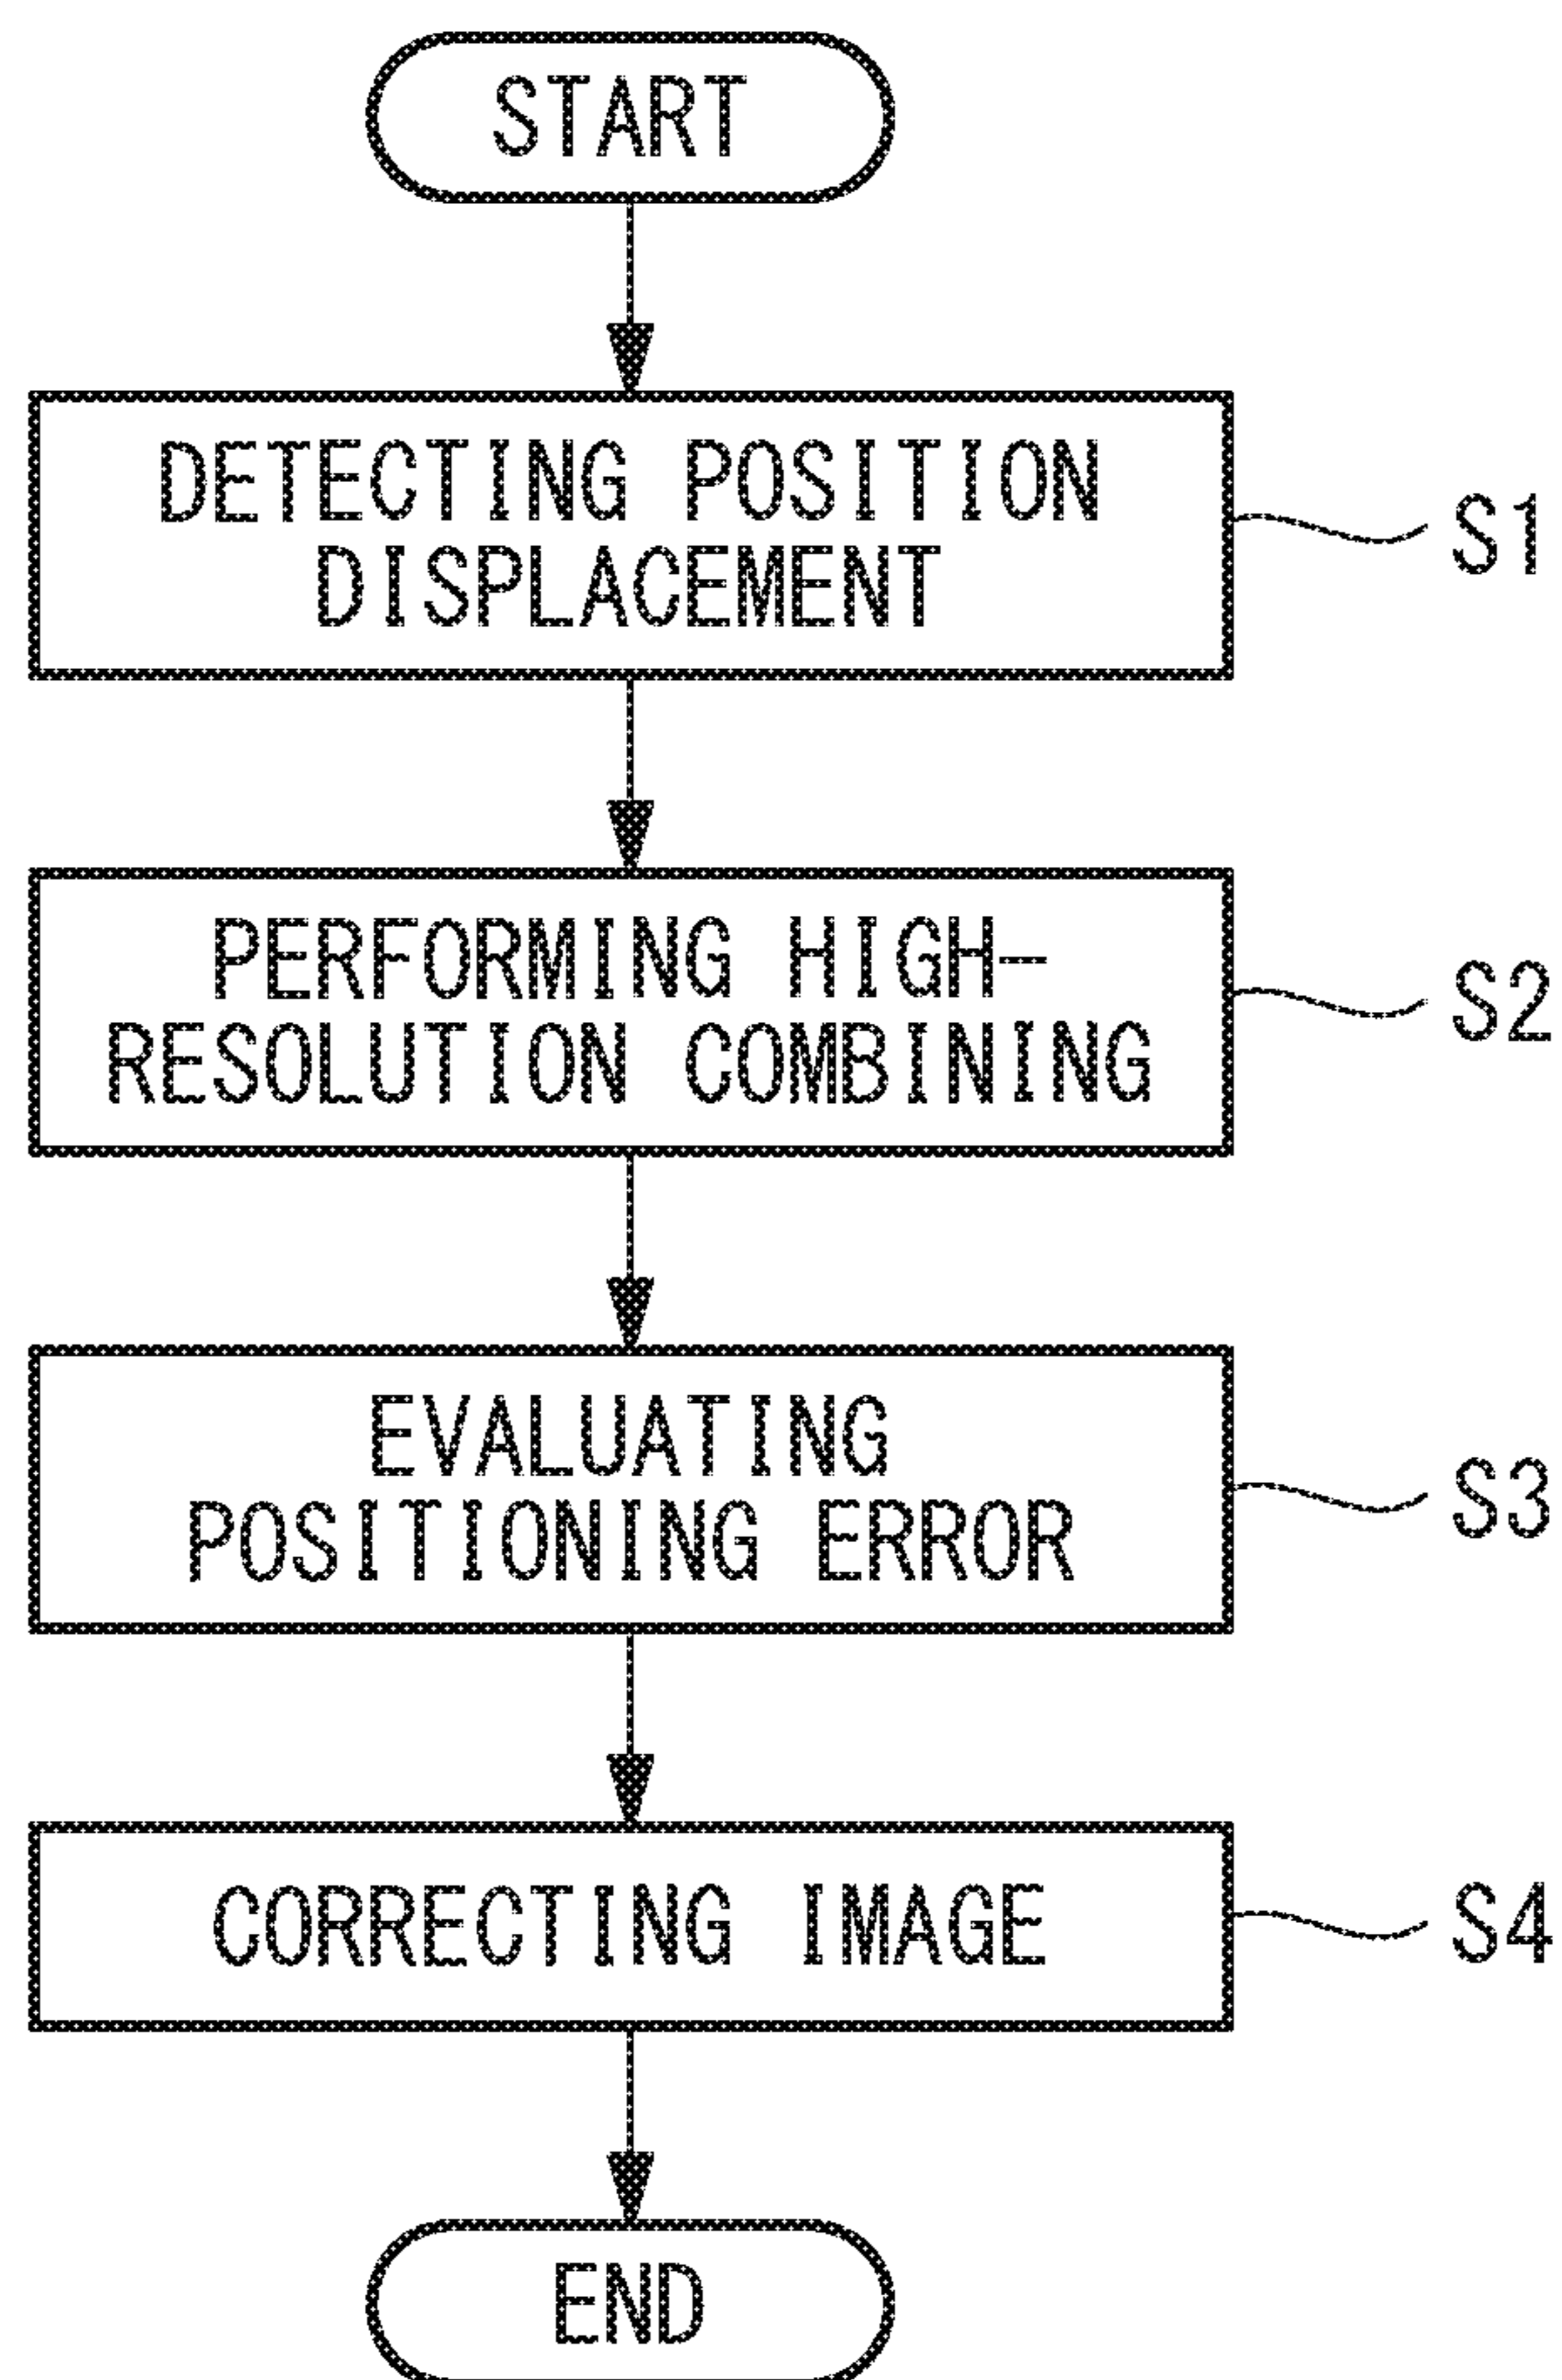 START
DETECTING POSITION
DISPLACEMENT
S1
PERFORMING HIGH-
RESOLUTION COMBINING
S2
EVALUATING
POSITIONING ERROR
S3
CORRECTING IMAGE
S4
END